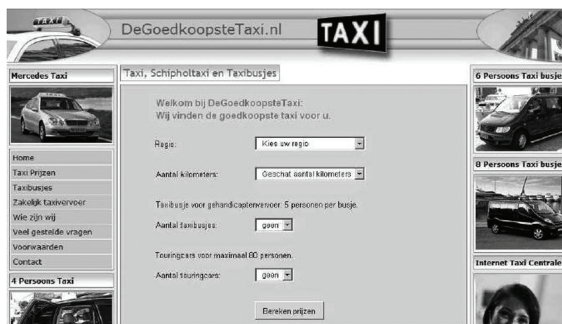 TAXI
DeGoedkoopsteTaxi.nl
TAXI
Mercedes Taxi
Home
Taxi Prijzen
Taxibusjes
Zakelijk taxivervoer
Wie zijn wij
Veel gestelde vragen
Voorwaarden
Contact
4 Persoons Taxi
Taxi, Schipholtaxi en Taxibusjes
Welkom bij DeGoedkoopsteTaxi:
Wij vinden de goedkoopste taxi voor u.
Regio: Kies uw regio
Aantal kilometers: Geschat aantal kilometers
Taxibusje voor gehandicaptenvervoer: 5 personen per busje.
Aantal taxibusjes: geen
Touringcars voor maximaal 80 personen.
Aantal touringcars: geen
Bereken prijzen
6 Persoons Taxi busje
8 Persoons Taxi busje
Internet Taxi Centrale